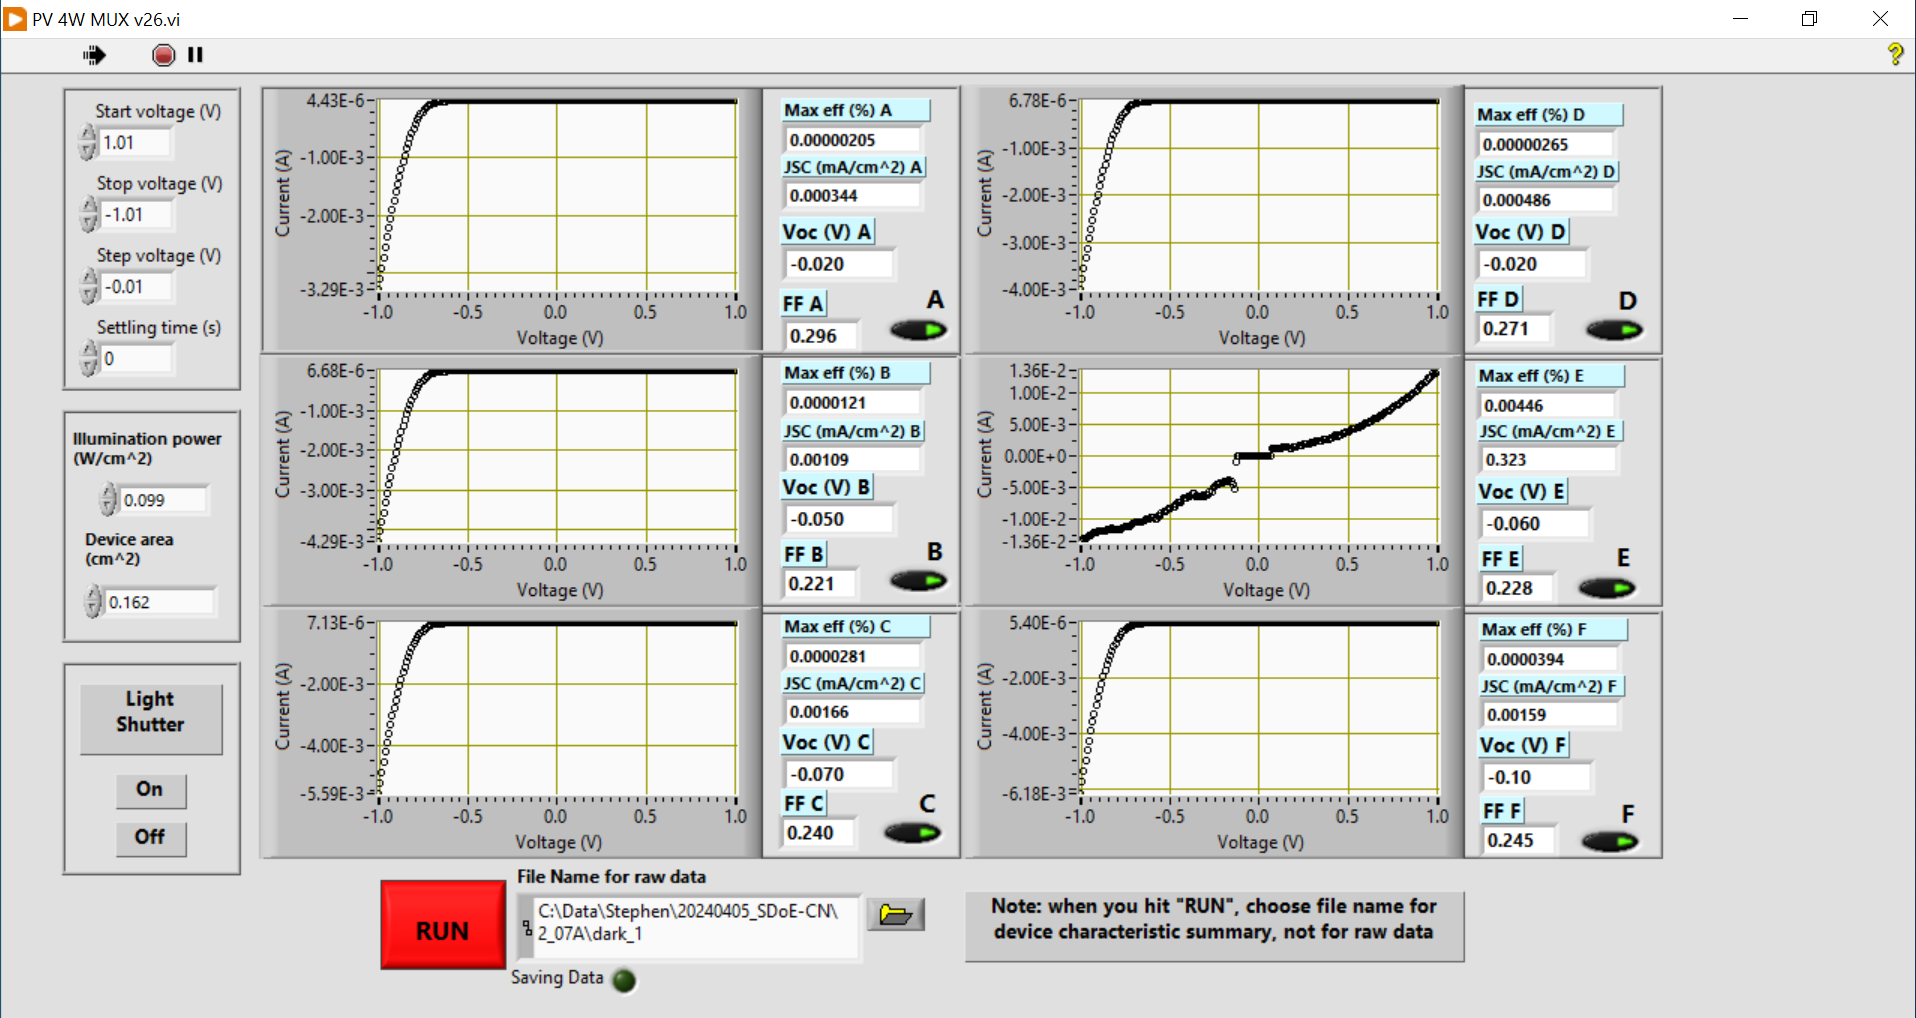 PV 4W MUX v26.vi
Start voltage (V)
1.01
Stop voltage (V)
-1.01
Step voltage (V)
-0.01
Settling time (s)
0
Illumination power
(W/cm^2)
0.099
Device area
(cm^2)
0.162
Light
Shutter
On
Off
4.43E-6
-1.00E-3
-2.00E-3
-3.29E-3
Current (A)
-1.0 -0.5 0.0 0.5 1.0
Voltage (V)
Max eff (%) A
0.00000205
JSC (mA/cm^2) A
0.000344
Voc (V) A
-0.020
FF A
0.296
A
6.68E-6
-1.00E-3
-2.00E-3
-3.00E-3
-4.29E-3
Current (A)
-1.0 -0.5 0.0 0.5 1.0
Voltage (V)
Max eff (%) B
0.0000121
JSC (mA/cm^2) B
0.00109
Voc (V) B
-0.050
FF B
0.221
B
7.13E-6
-2.00E-3
-4.00E-3
-5.59E-3
Current (A)
-1.0 -0.5 0.0 0.5 1.0
Voltage (V)
Max eff (%) C
0.0000281
JSC (mA/cm^2) C
0.00166
Voc (V) C
-0.070
FF C
0.240
C
6.78E-6
-1.00E-3
-2.00E-3
-3.00E-3
-4.00E-3
Current (A)
-1.0 -0.5 0.0 0.5 1.0
Voltage (V)
Max eff (%) D
0.00000265
JSC (mA/cm^2) D
0.000486
Voc (V) D
-0.020
FF D
0.271
D
1.36E-2
1.00E-2
5.00E-3
0.00E+0
-5.00E-3
-1.00E-2
-1.36E-2
Current (A)
-1.0 -0.5 0.0 0.5 1.0
Voltage (V)
Max eff (%) E
0.00446
JSC (mA/cm^2) E
0.323
Voc (V) E
-0.060
FF E
0.228
E
5.40E-6
-2.00E-3
-4.00E-3
-6.18E-3
Current (A)
-1.0 -0.5 0.0 0.5 1.0
Voltage (V)
Max eff (%) F
0.0000394
JSC (mA/cm^2) F
0.00159
Voc (V) F
-0.10
FF F
0.245
F
RUN
File Name for raw data
C:\Data\Stephen\20240405_SDoE-CN\
2_07A\dark_1
Saving Data
Note: when you hit "RUN", choose file name for
device characteristic summary, not for raw data